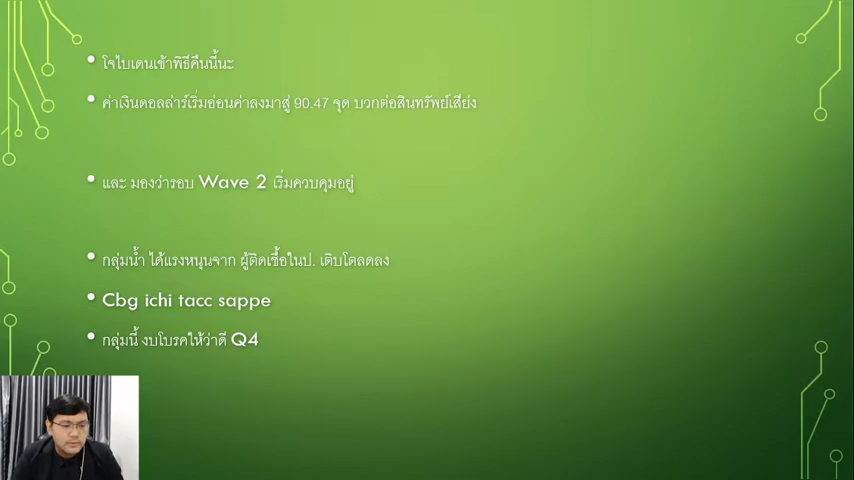 • โจไบเดนเข้าพิธีคืนนี้นะ
• ค่าเงินดอลล่าร์เริ่มอ่อนค่าลงมาสู่ 90.47 จุด บวกต่อสินทรัพย์เสี่ยง
• และ มองว่ารอบ Wave 2 เริ่มควบคุมอยู่
• กลุ่มน้ำ ได้แรงหนุนจาก ผู้ติดเชื้อในป. เติบโตลดลง
• Cbg ichi tacc sappe
• กลุ่มนี้ งบโบรคให้ว่าดี Q4